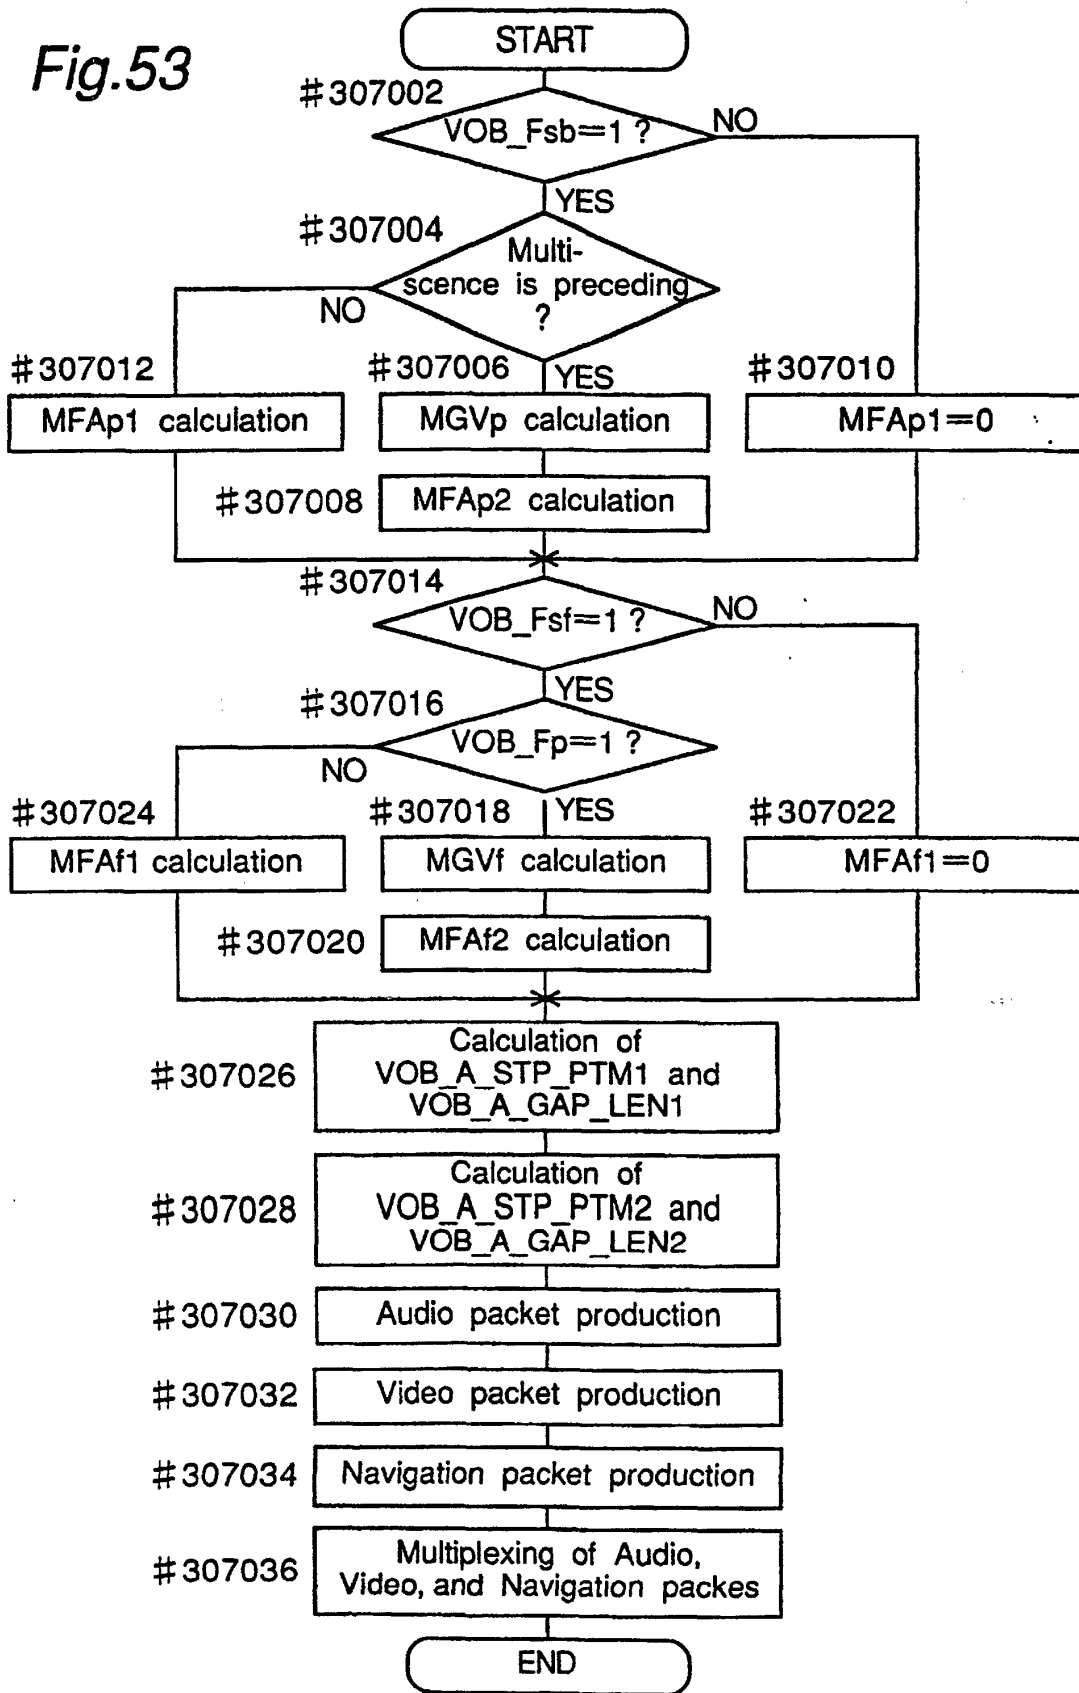 Fig.53
START
#307002
VOB_Fsb=1 ?
NO
YES
#307004
Multi-
scence is preceding
?
NO
YES
#307012
#307006
#307010
MFAp1 calculation
MGVp calculation
MFAp1=0
#307008
MFAp2 calculation
#307014
VOB_Fsf=1 ?
NO
YES
#307016
VOB_Fp=1 ?
NO
YES
#307024
#307018
#307022
MFAf1 calculation
MGVf calculation
MFAf1=0
#307020
MFAf2 calculation
#307026
Calculation of
VOB_A_STP_PTM1 and
VOB_A_GAP_LEN1
#307028
Calculation of
VOB_A_STP_PTM2 and
VOB_A_GAP_LEN2
#307030
Audio packet production
#307032
Video packet production
#307034
Navigation packet production
#307036
Multiplexing of Audio,
Video, and Navigation packes
END